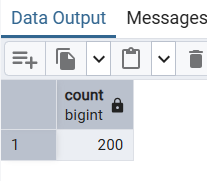 Data Output Messages
count
bigint
1 200